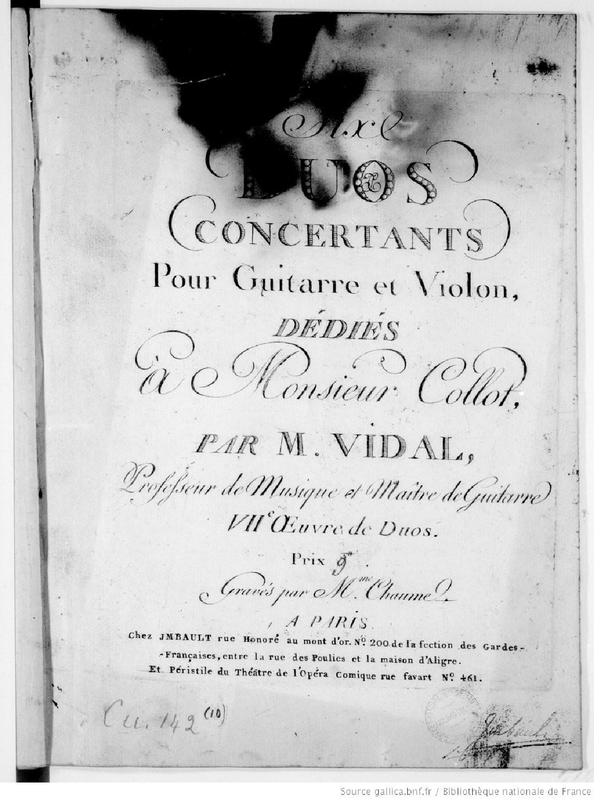 Six
DUOS
CONCERTANTS
Pour Guitarre et Violon,
DÉDIÉS
à Monsieur Collot,
PAR M. VIDAL,
Professeur de Musique et Maître de Guitarre
VIIe Œuvre de Duos.
Prix 9
Gravés par Mme Chaume.
A PARIS
Chez JMBAULT rue Honoré au mont d'or. No. 200 de la section des Gardes-
-Françaises, entre la rue des Poulies et la maison d'Aligre.
Et Péristile du Théâtre de l'Opéra Comique rue favart No. 461.
Cu. 142 (10)
Jmbault
Source gallica.bnf.fr / Bibliothèque nationale de France